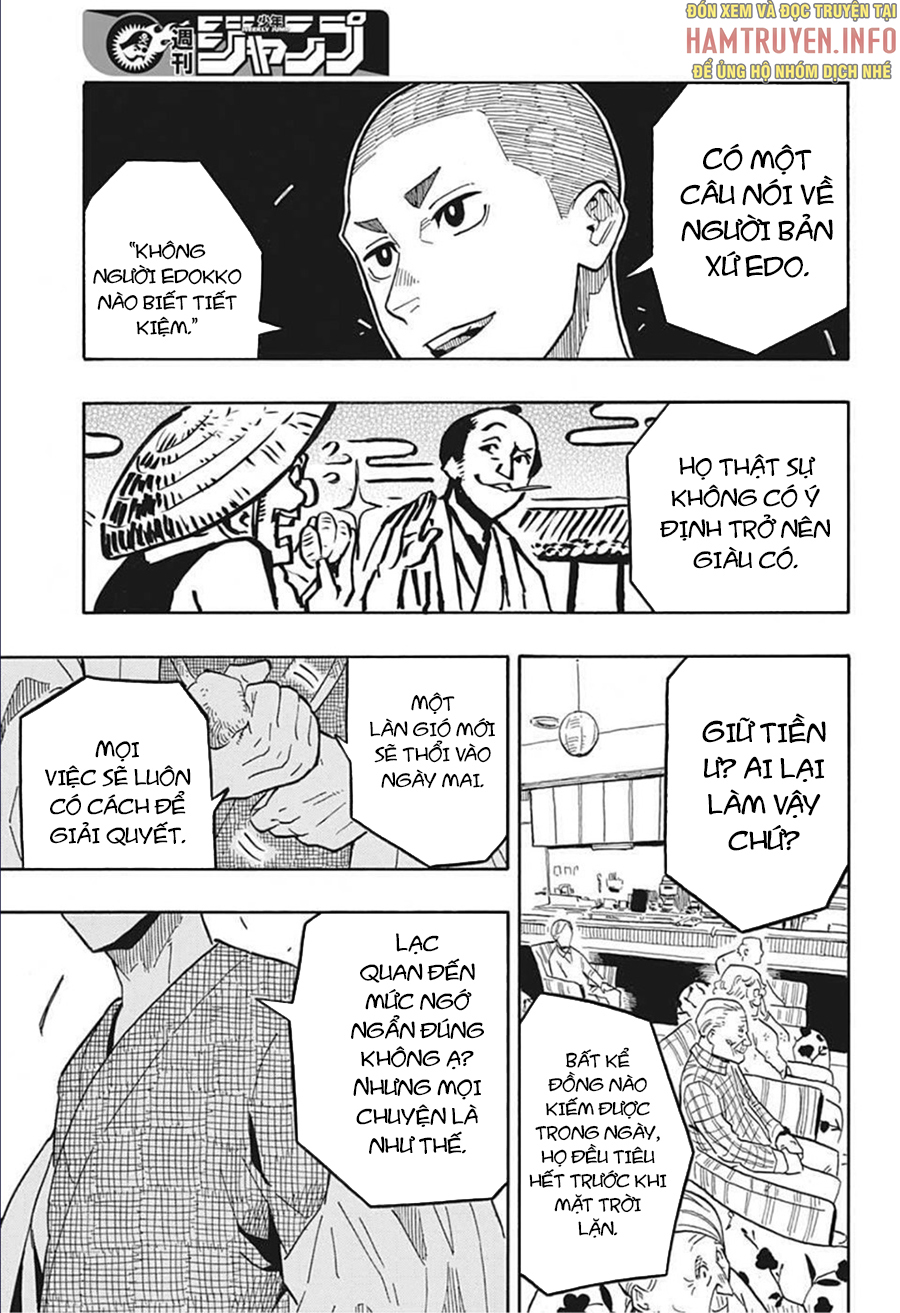 少年
WEEKLY JUMP
週刊
ジャンプ
ĐÓN XEM VÀ ĐỌC TRUYỆN TẠI
HAMTRUYEN.INFO
ĐỂ ỦNG HỘ NHÓM DỊCH NHÉ
CÓ MỘT
CÂU NÓI VỀ
NGƯỜI BẢN
XỨ EDO.
“KHÔNG
NGƯỜI EDOKKO
NÀO BIẾT TIẾT
KIỆM.”
HỌ THẬT SỰ
KHÔNG CÓ Ý
ĐỊNH TRỞ NÊN
GIÀU CÓ.
GIỮ TIỀN
Ư? AI LẠI
LÀM VẬY
CHỨ?
BẤT KỂ
ĐỒNG NÀO
KIẾM ĐƯỢC
TRONG NGÀY,
HỌ ĐỀU TIÊU
HẾT TRƯỚC KHI
MẶT TRỜI
LẶN.
MỘT
LÀN GIÓ MỚI
SẼ THỔI VÀO
NGÀY MAI.
MỌI
VIỆC SẼ LUÔN
CÓ CÁCH ĐỂ
GIẢI QUYẾT.
LẠC
QUAN ĐẾN
MỨC NGỚ
NGẨN ĐÚNG
KHÔNG Ạ?
NHƯNG MỌI
CHUYỆN LÀ
NHƯ THẾ.